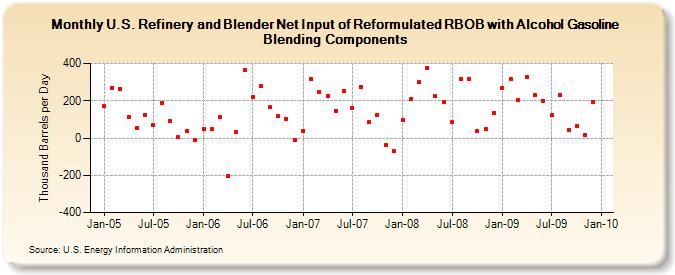 Monthly U.S. Refinery and Blender Net Input of Reformulated RBOB with Alcohol Gasoline
Blending Components
Thousand Barrels per Day
400
200
0
-200
-400
Jan-05 Jul-05 Jan-06 Jul-06 Jan-07 Jul-07 Jan-08 Jul-08 Jan-09 Jul-09 Jan-10
Source: U.S. Energy Information Administration